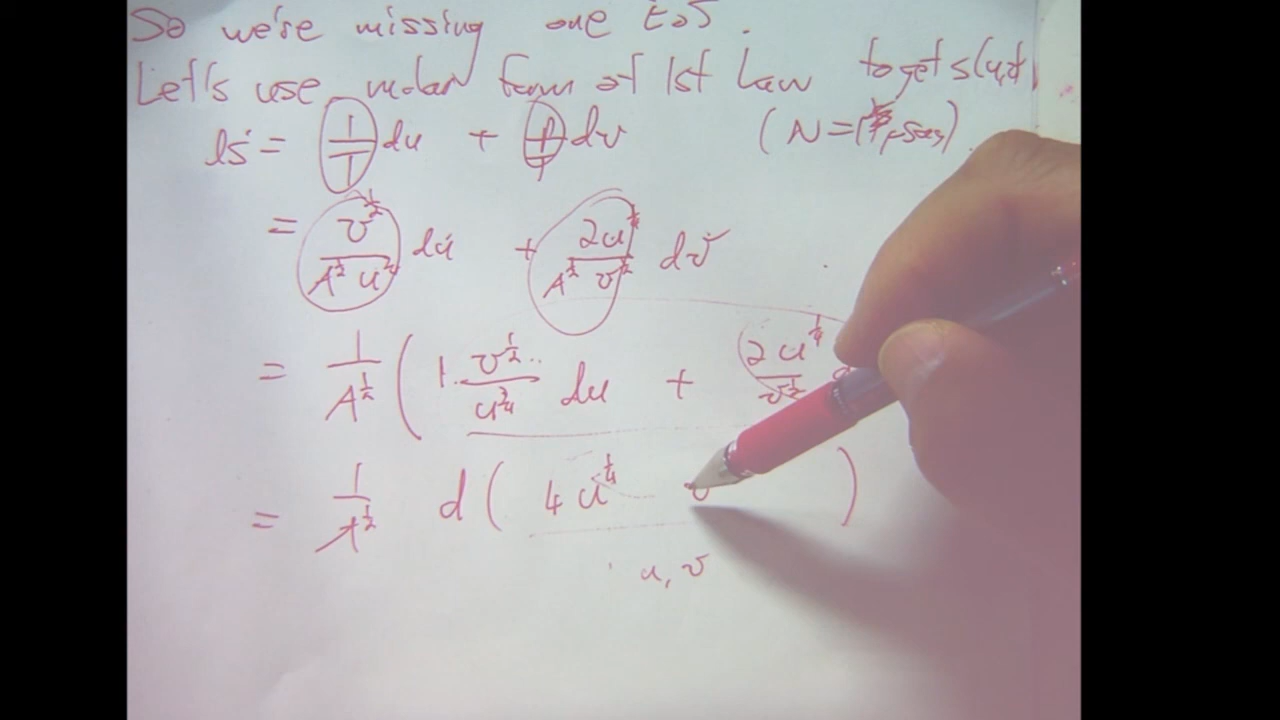 So we're missing one EoS.
Let's use molar form of 1st Law to get s(u,v)
ds = (1/T) du + (P/T) dv (N=1
= v^½ / (A^½ u^¾) du + 2u^¼ / (A^½ v^½) dv
= 1/A^½ ( 1. v^½ / u^¾ du + 2u^¼ / v^½
= 1/A^½ d( 4 u^¼ v )
u, v